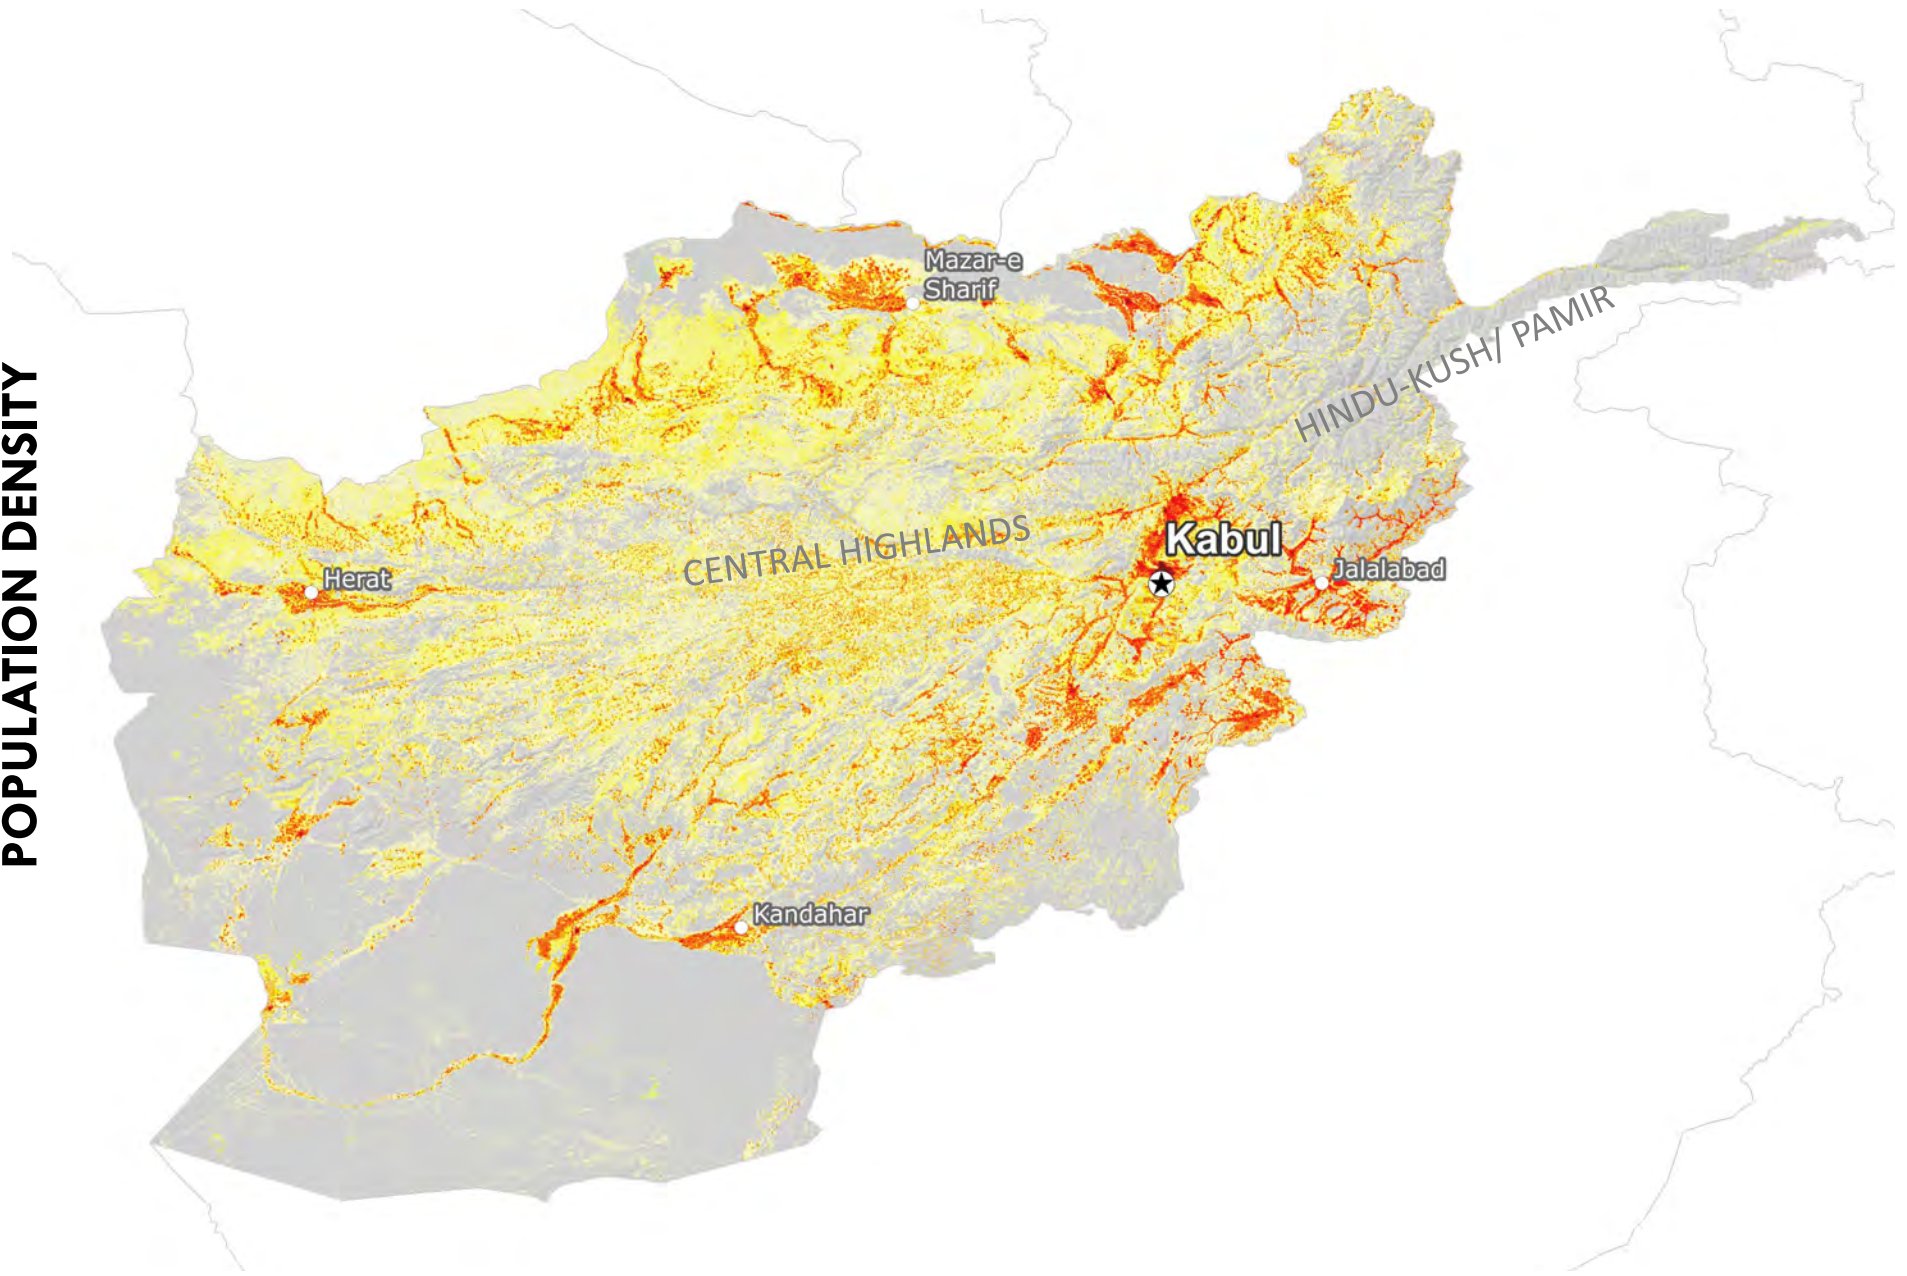 POPULATION DENSITY
Mazar-e
Sharif
HINDU-KUSH/ PAMIR
CENTRAL HIGHLANDS
Kabul
Jalalabad
Herat
Kandahar